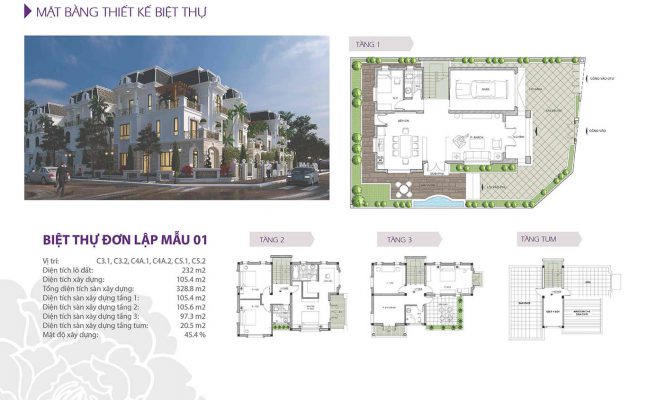 MẶT BẰNG THIẾT KẾ BIỆT THỰ
TẦNG 1
BIỆT THỰ ĐƠN LẬP MẪU 01
Vị trí: C3.1, C3.2, C4A.1, C4A.2, C5.1, C5.2
Diện tích lô đất: 232 m2
Diện tích xây dựng: 105.4 m2
Tổng diện tích sàn xây dựng: 328.8 m2
Diện tích sàn xây dựng tầng 1: 105.4 m2
Diện tích sàn xây dựng tầng 2: 105.6 m2
Diện tích sàn xây dựng tầng 3: 97.3 m2
Diện tích sàn xây dựng tầng tum: 20.5 m2
Mật độ xây dựng: 45.4 %
TẦNG 2
TẦNG 3
TẦNG TUM